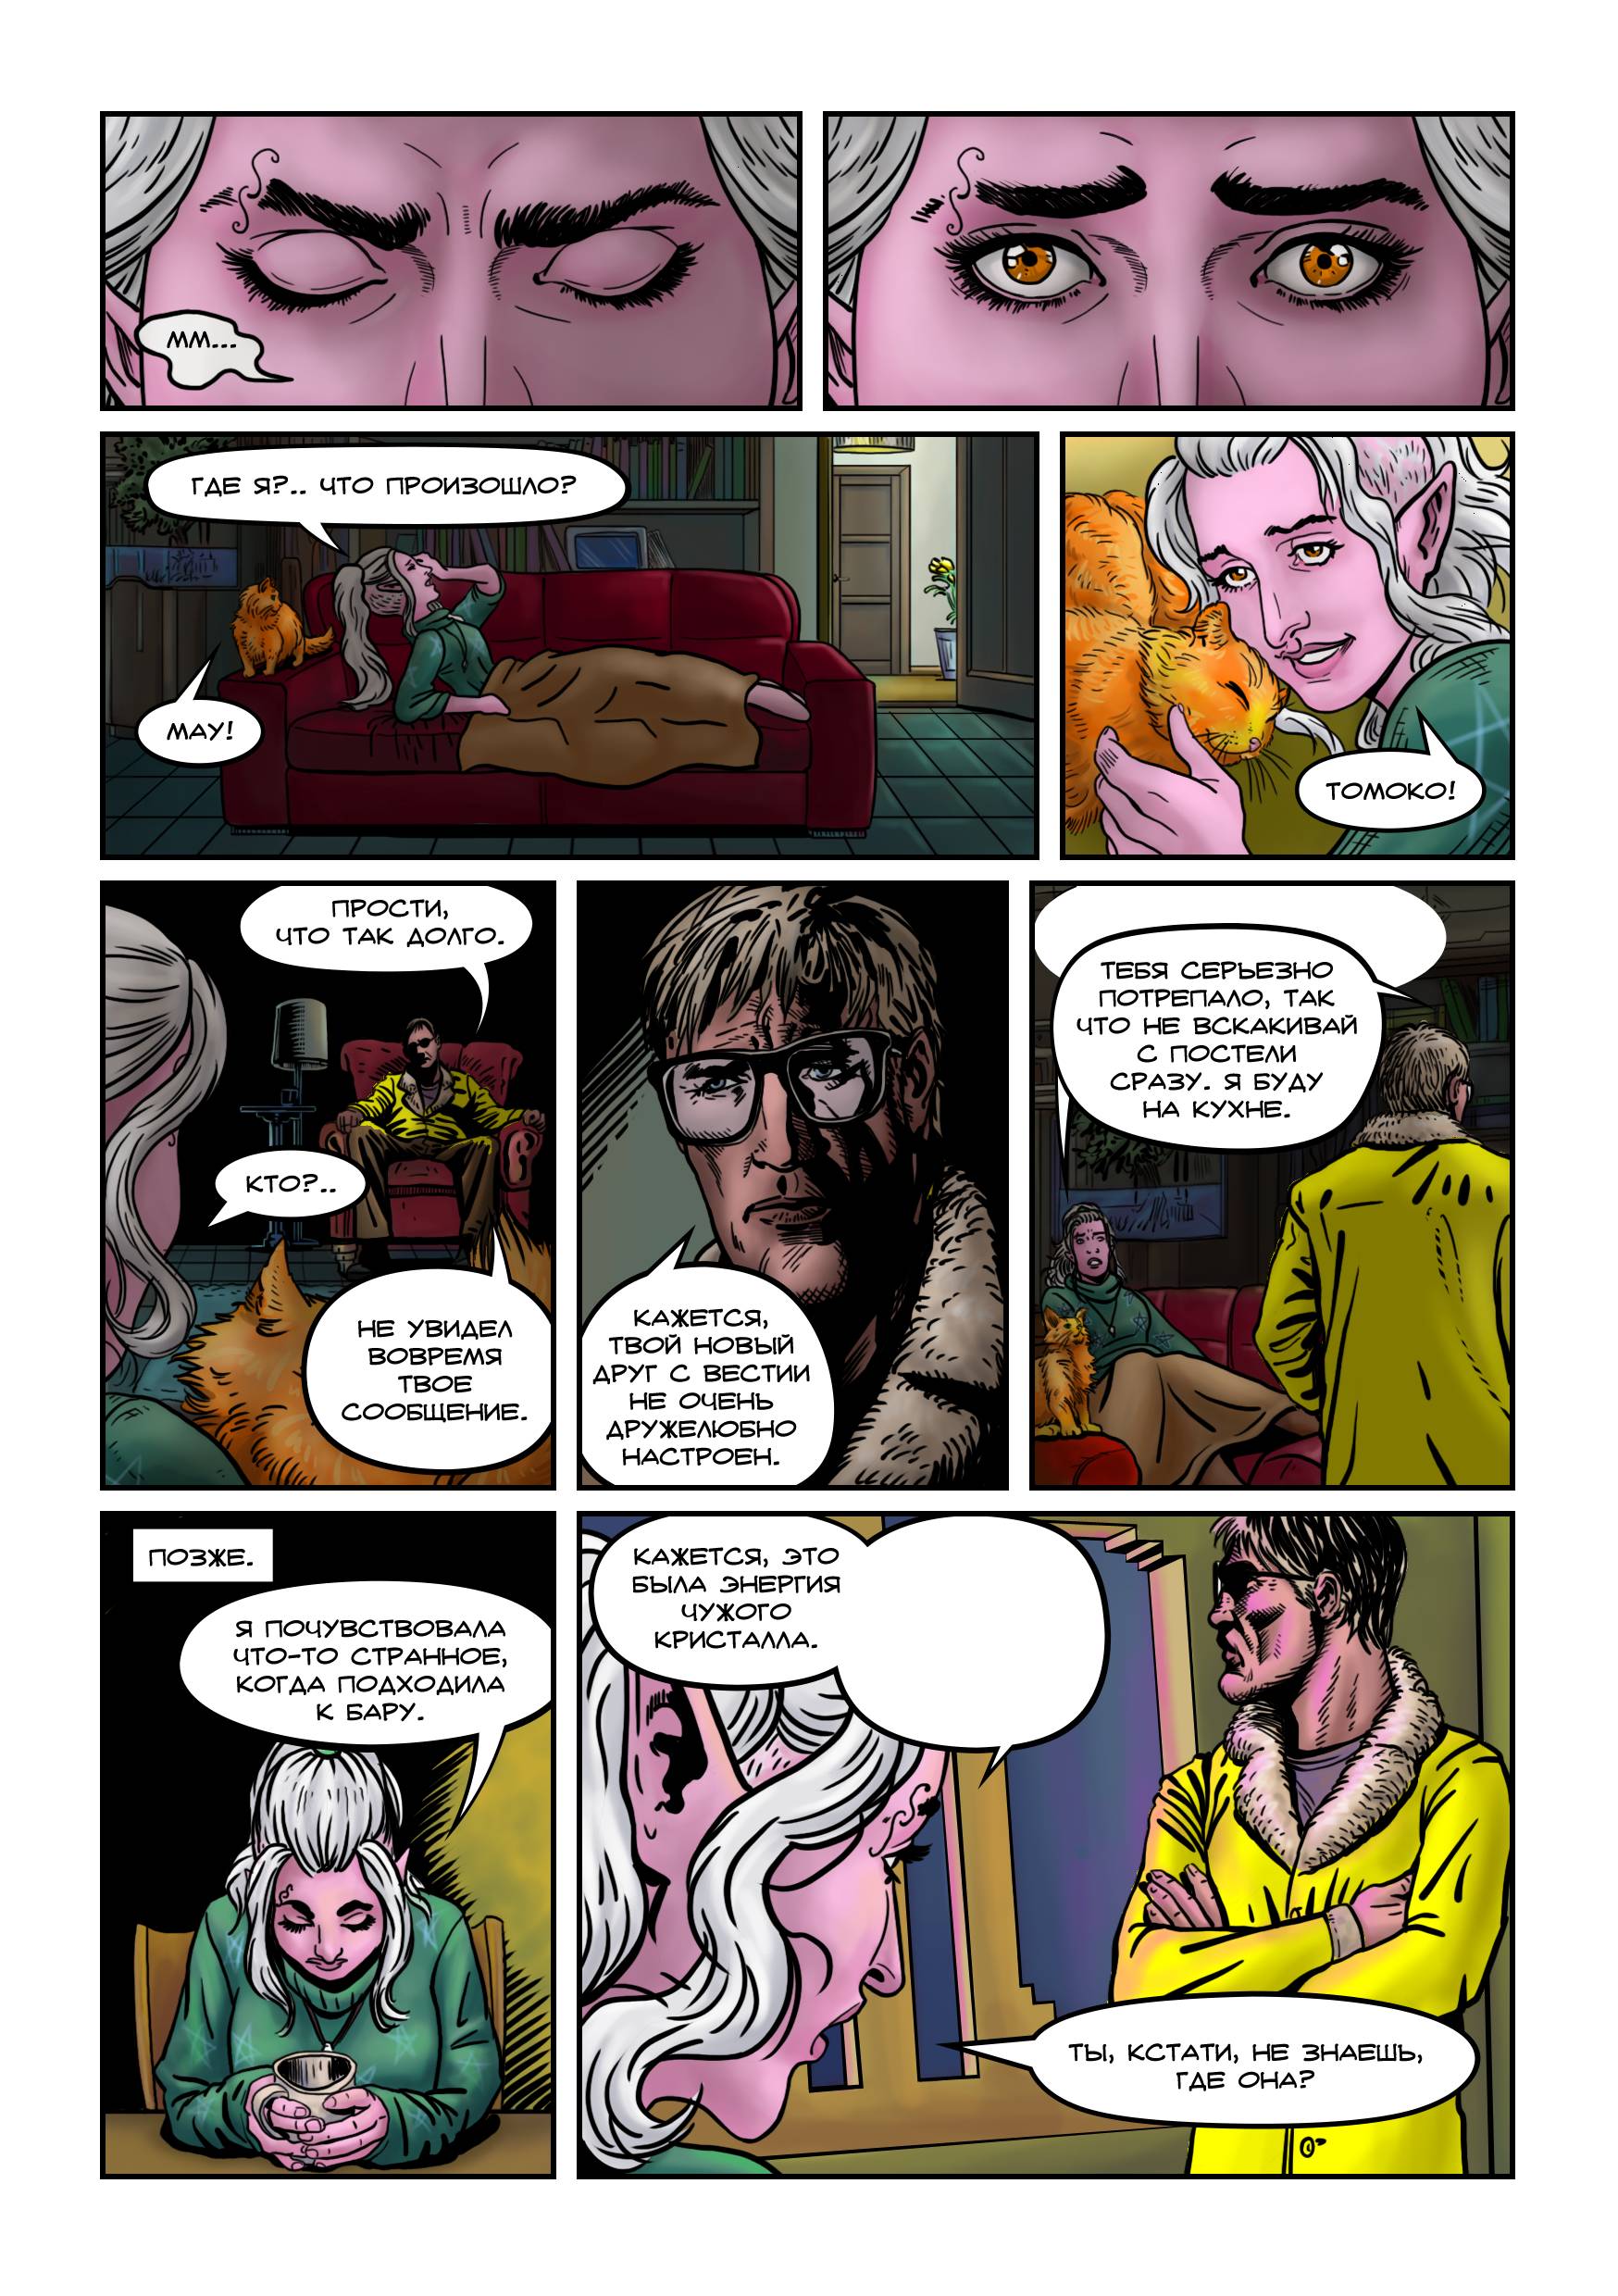 ММ...
ГДЕ Я?.. ЧТО ПРОИЗОШЛО?
МАУ!
ТОМОКО!
ПРОСТИ,
ЧТО ТАК ДОЛГО.
КТО?..
НЕ УВИДЕЛ
ВОВРЕМЯ
ТВОЕ
СООБЩЕНИЕ.
КАЖЕТСЯ,
ТВОЙ НОВЫЙ
ДРУГ С ВЕСТИИ
НЕ ОЧЕНЬ
ДРУЖЕЛЮБНО
НАСТРОЕН.
ТЕБЯ СЕРЬЕЗНО
ПОТРЕПАЛО, ТАК
ЧТО НЕ ВСКАКИВАЙ
С ПОСТЕЛИ
СРАЗУ. Я БУДУ
НА КУХНЕ.
ПОЗЖЕ.
Я ПОЧУВСТВОВАЛА
ЧТО-ТО СТРАННОЕ,
КОГДА ПОДХОДИЛА
К БАРУ.
КАЖЕТСЯ, ЭТО
БЫЛА ЭНЕРГИЯ
ЧУЖОГО
КРИСТАЛЛА.
ТЫ, КСТАТИ, НЕ ЗНАЕШЬ,
ГДЕ ОНА?